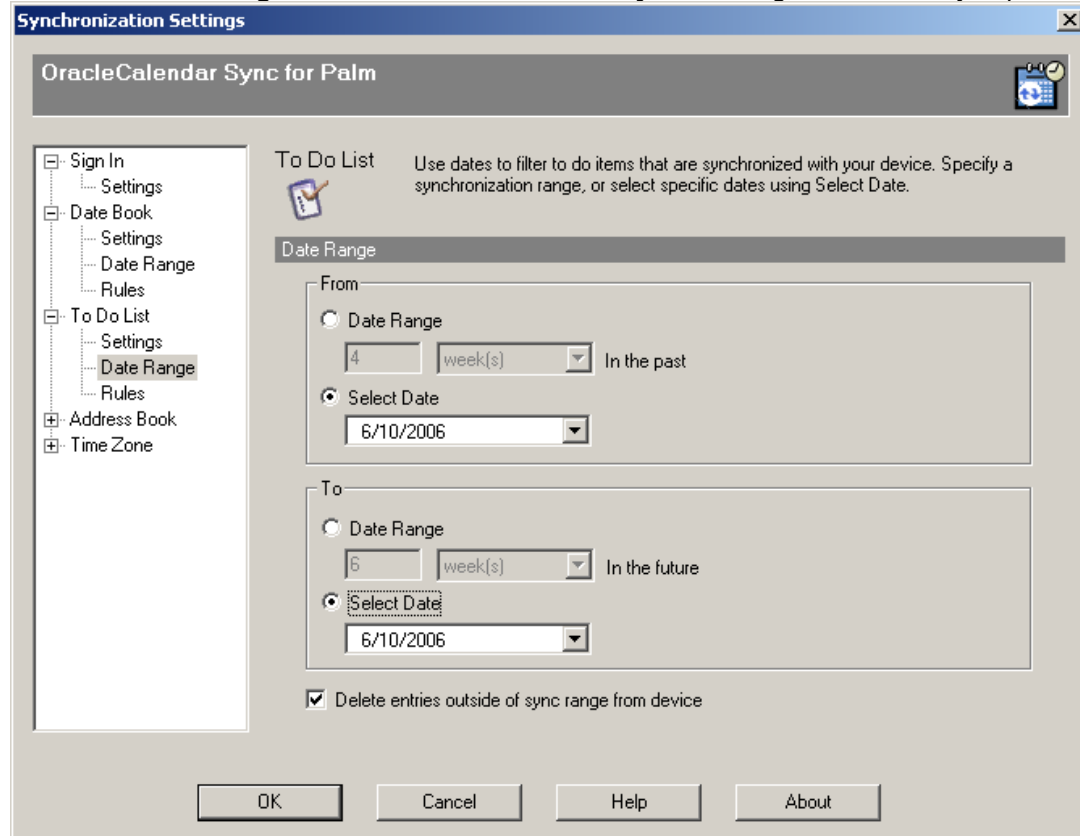 Synchronization Settings
OracleCalendar Sync for Palm
Sign In
Settings
Date Book
Settings
Date Range
Rules
To Do List
Settings
Date Range
Rules
Address Book
Time Zone
To Do List
Use dates to filter to do items that are synchronized with your device. Specify a
synchronization range, or select specific dates using Select Date.
Date Range
From
Date Range
4 week(s) In the past
Select Date
6/10/2006
To
Date Range
6 week(s) In the future
Select Date
6/10/2006
Delete entries outside of sync range from device
OK Cancel Help About